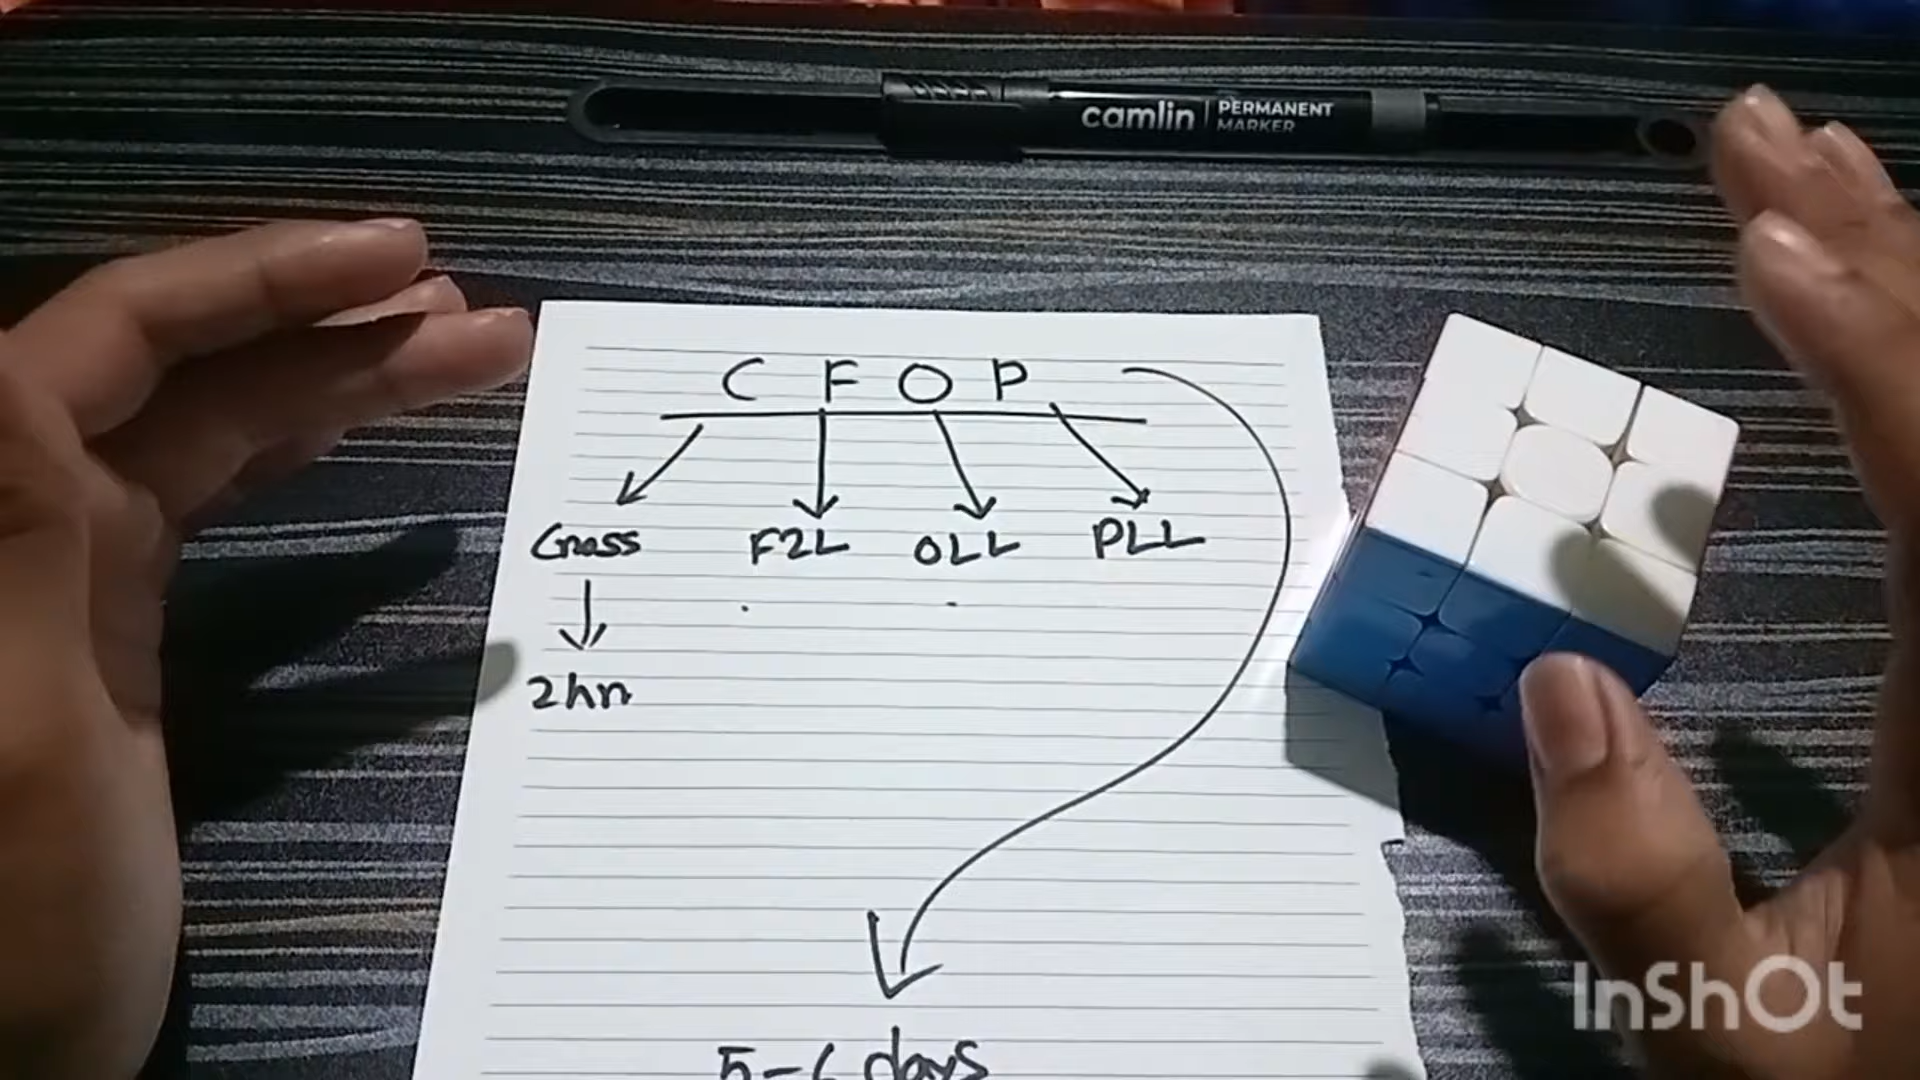 camlin PERMANENT MARKER
C F O P
Cross F2L OLL PLL
2hr
5-6 days
InShOt